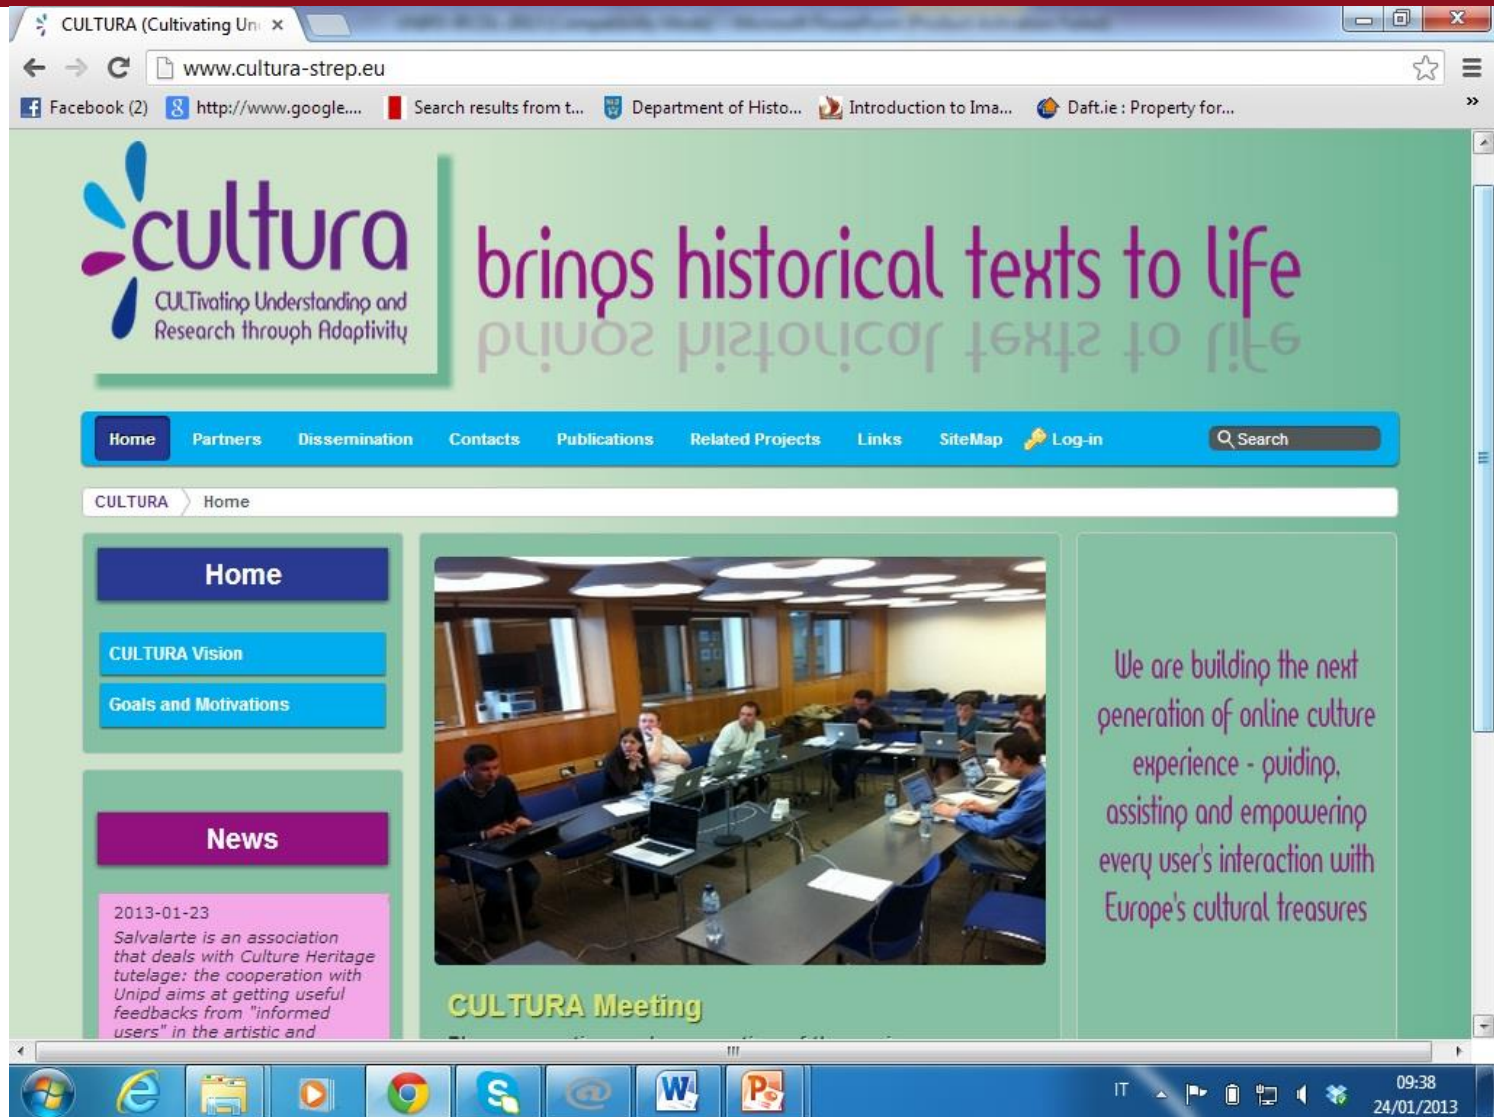 CULTURA (Cultivating Un
www.cultura-strep.eu
Facebook (2) http://www.google.... Search results from t... Department of Histo... Introduction to Ima... Daft.ie : Property for... »
cultura
CULTivating Understanding and
Research through Adaptivity
brings historical texts to life
brings historical texts to life
Home Partners Dissemination Contacts Publications Related Projects Links SiteMap Log-in Search
CULTURA Home
Home
CULTURA Vision
Goals and Motivations
News
2013-01-23
Salvalarte is an association
that deals with Culture Heritage
tutelage: the cooperation with
Unipd aims at getting useful
feedbacks from "informed
users" in the artistic and
CULTURA Meeting
We are building the next
generation of online culture
experience - guiding,
assisting and empowering
every user's interaction with
Europe's cultural treasures
IT
09:38
24/01/2013